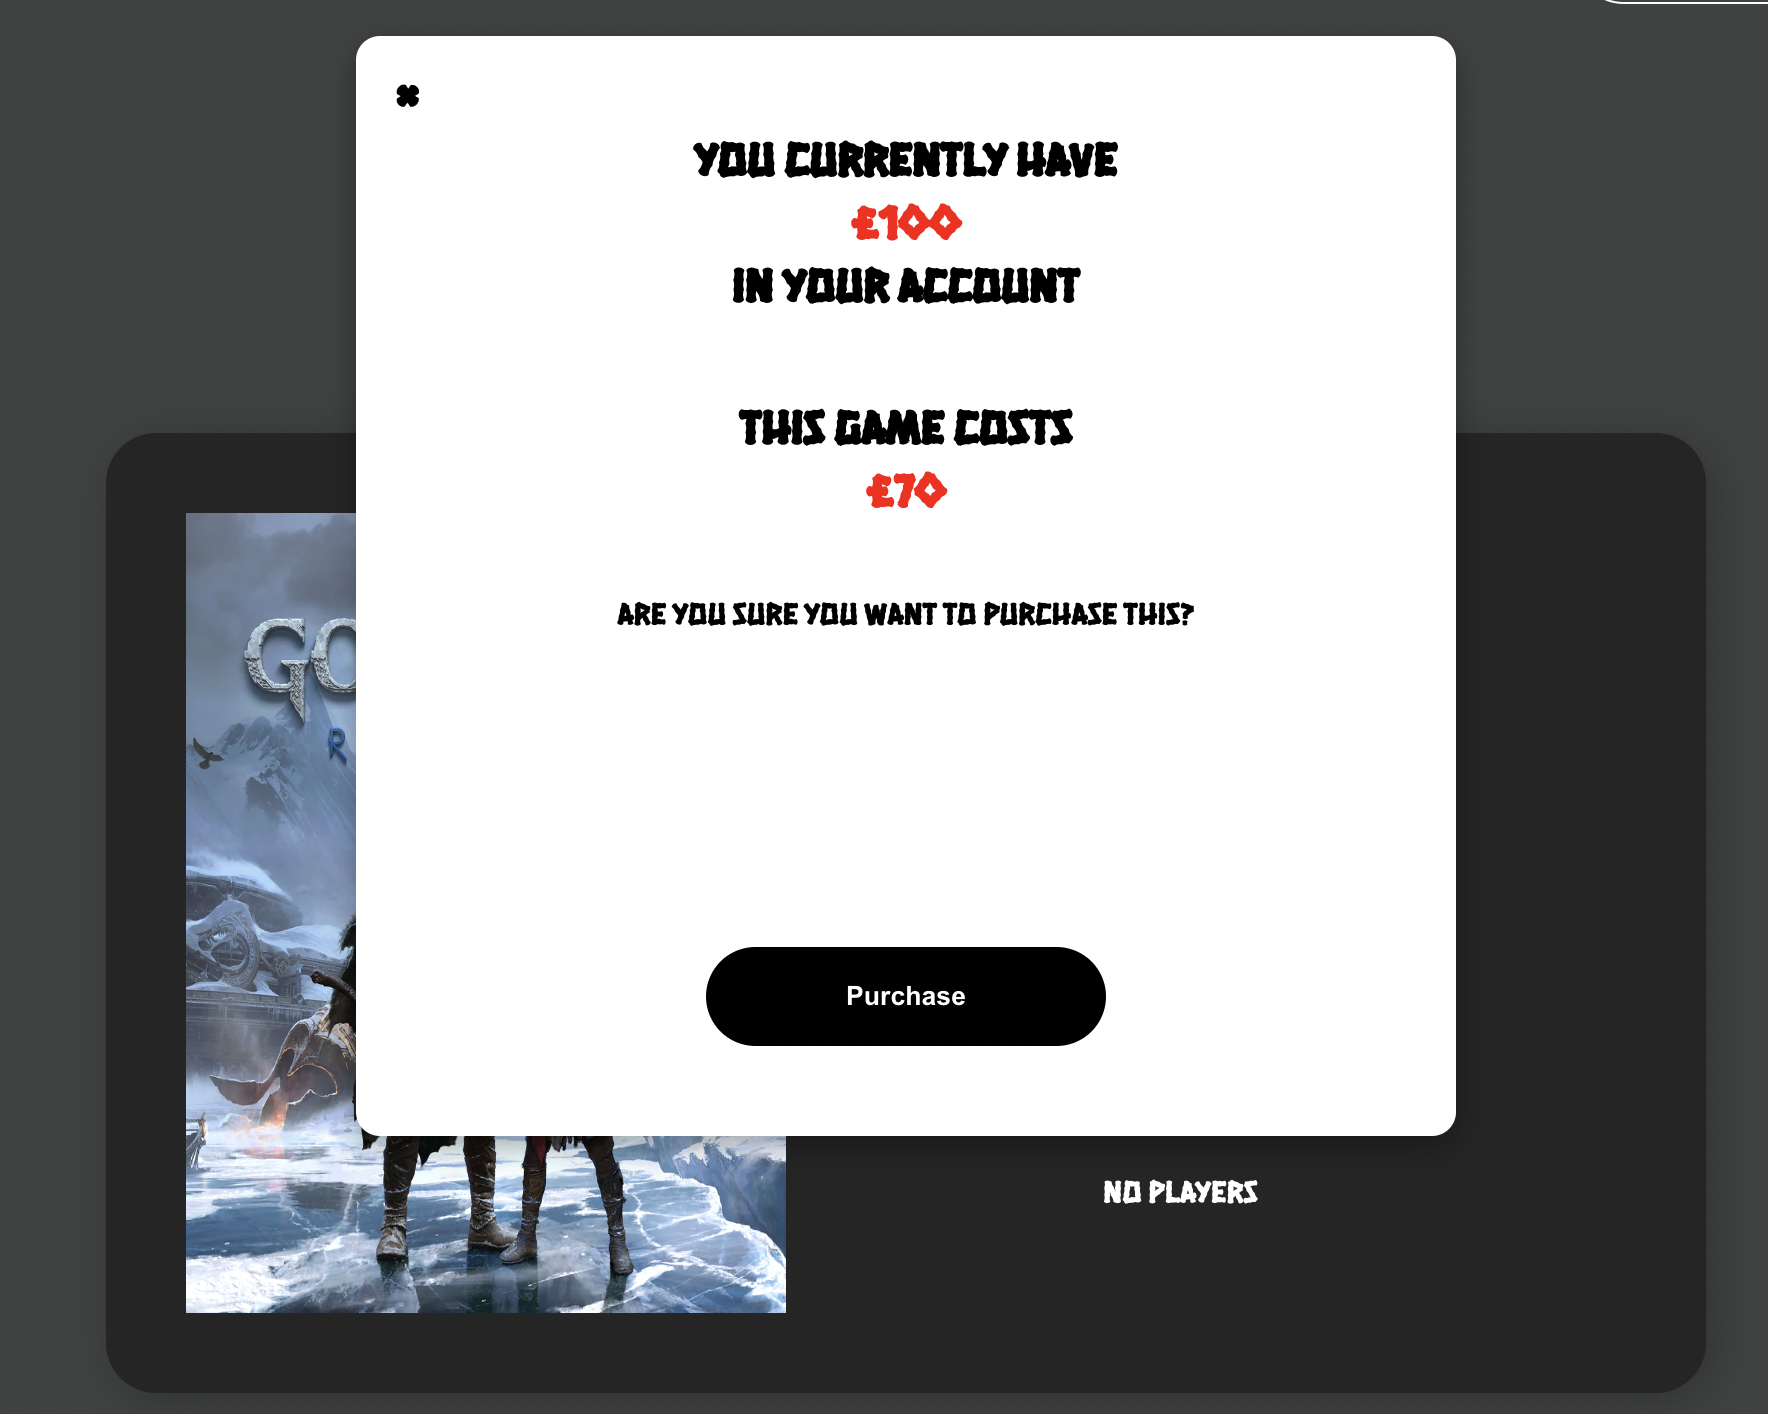 YOU CURRENTLY HAVE
£100
IN YOUR ACCOUNT
THIS GAME COSTS
£70
ARE YOU SURE YOU WANT TO PURCHASE THIS?
GO
R
Purchase
NO PLAYERS